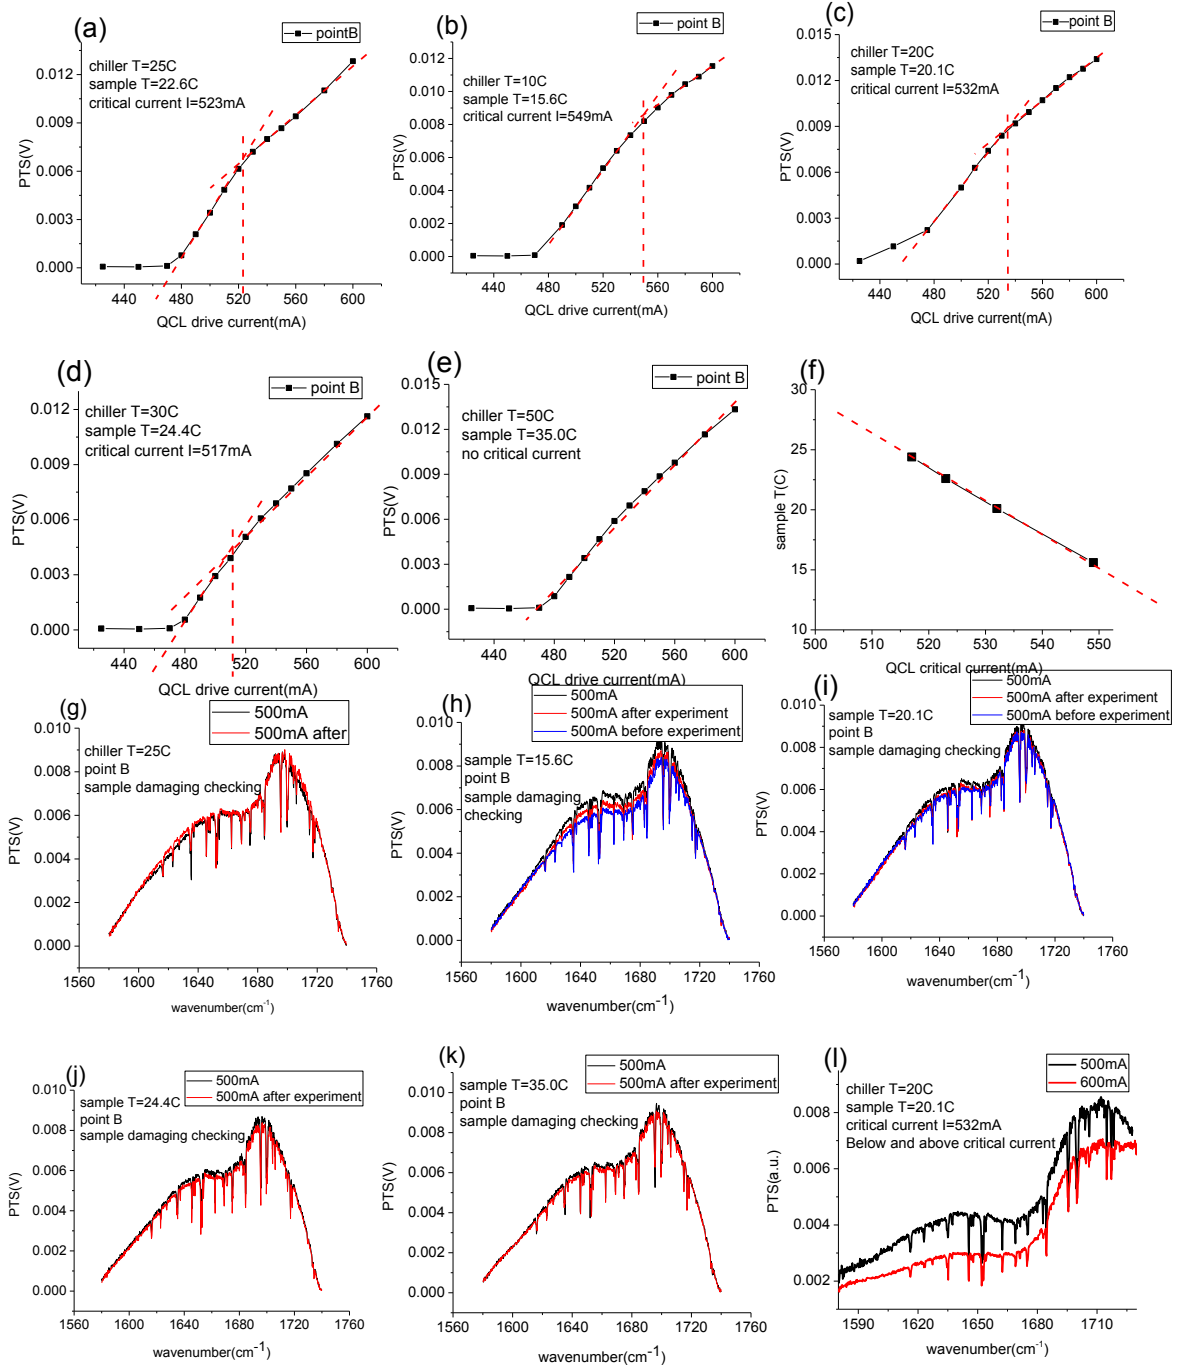 (a)
pointB
chiller T=25C
sample T=22.6C
critical current I=523mA
PTS(V)
0.012
0.009
0.006
0.003
0.000
440 480 520 560 600
QCL drive current(mA)
(b)
point B
chiller T=10C
sample T=15.6C
critical current I=549mA
PTS(V)
0.015
0.012
0.009
0.006
0.003
0.000
440 480 520 560 600
QCL drive current(mA)
(c)
point B
chiller T=20C
sample T=20.1C
critical current I=532mA
PTS(V)
0.015
0.012
0.009
0.006
0.003
0.000
440 480 520 560 600
QCL drive current(mA)
(d)
point B
chiller T=30C
sample T=24.4C
critical current I=517mA
PTS(V)
0.012
0.009
0.006
0.003
0.000
440 480 520 560 600
QCL drive current(mA)
(e)
point B
chiller T=50C
sample T=35.0C
no critical current
PTS(V)
0.015
0.012
0.009
0.006
0.003
0.000
440 480 520 560 600
QCL drive current(mA)
(f)
sample T(C)
30
25
20
15
10
500 510 520 530 540 550
QCL critical current(mA)
(g)
500mA
500mA after
chiller T=25C
point B
sample damaging checking
PTS(V)
0.010
0.008
0.006
0.004
0.002
0.000
1560 1600 1640 1680 1720 1760
wavenumber(cm-1)
(h)
500mA
500mA after experiment
500mA before experiment
sample T=15.6C
point B
sample damaging
checking
PTS(V)
0.010
0.008
0.006
0.004
0.002
0.000
1560 1600 1640 1680 1720 1760
wavenumber(cm-1)
(i)
500mA
500mA after experiment
500mA before experiment
sample T=20.1C
point B
sample damaging checking
PTS(V)
0.010
0.008
0.006
0.004
0.002
0.000
1560 1600 1640 1680 1720 1760
wavenumber(cm-1)
(j)
500mA
500mA after experiment
sample T=24.4C
point B
sample damaging checking
PTS(V)
0.010
0.008
0.006
0.004
0.002
0.000
1560 1600 1640 1680 1720 1760
wavenumber(cm-1)
(k)
500mA
500mA after experiment
sample T=35.0C
point B
sample damaging checking
PTS(V)
0.010
0.008
0.006
0.004
0.002
0.000
1560 1600 1640 1680 1720 1760
wavenumber(cm-1)
(l)
500mA
600mA
chiller T=20C
sample T=20.1C
critical current I=532mA
Below and above critical current
PTS(a.u.)
0.008
0.006
0.004
0.002
1590 1620 1650 1680 1710
wavenumber(cm-1)